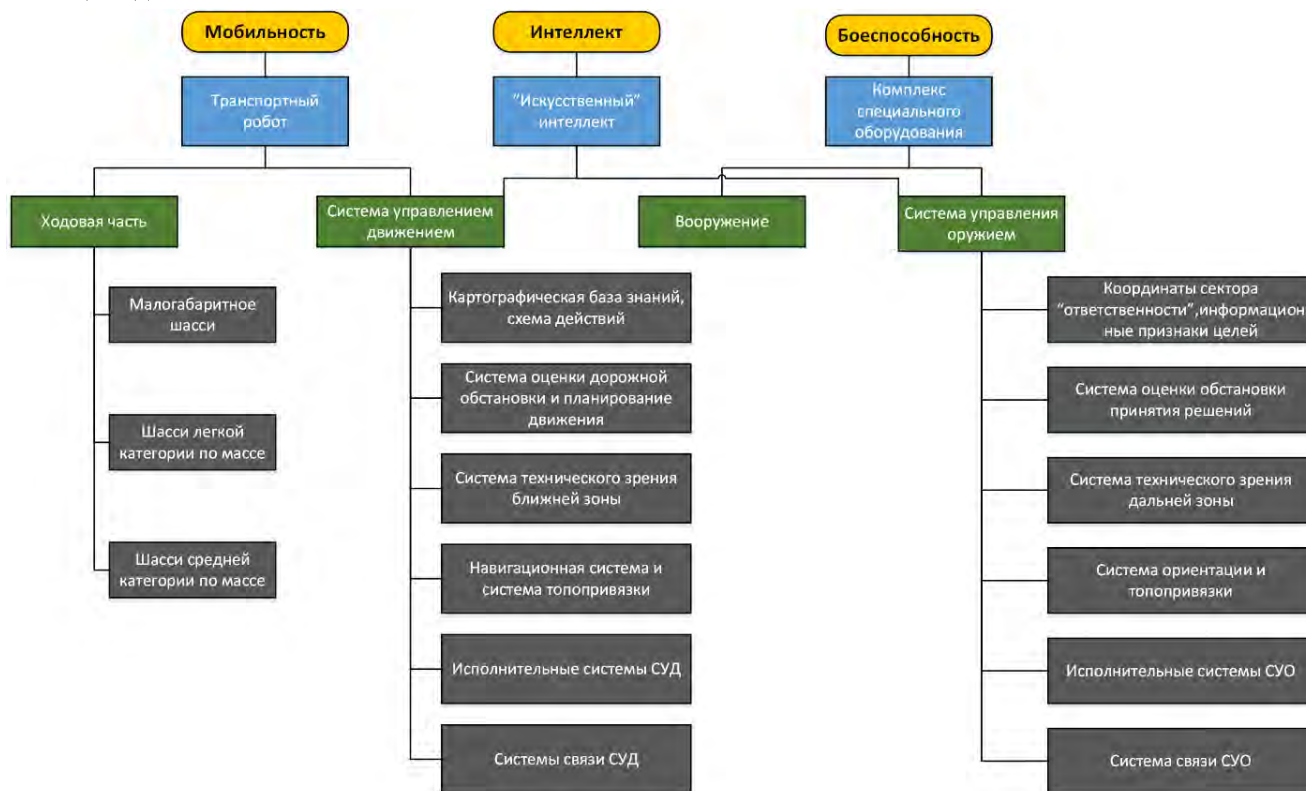 Мобильность
Интеллект
Боеспособность
Транспортный
робот
"Искусственный"
интеллект
Комплекс
специального
оборудования
Ходовая часть
Система управлением
движением
Вооружение
Система управления
оружием
Малогабаритное
шасси
Шасси легкой
категории по массе
Шасси средней
категории по массе
Картографическая база знаний,
схема действий
Система оценки дорожной
обстановки и планирование
движения
Система технического зрения
ближней зоны
Навигационная система и
система топопривязки
Исполнительные системы СУД
Системы связи СУД
Координаты сектора
"ответственности",информацион
ные признаки целей
Система оценки обстановки
принятия решений
Система технического зрения
дальней зоны
Система ориентации и
топопривязки
Исполнительные системы СУО
Система связи СУО